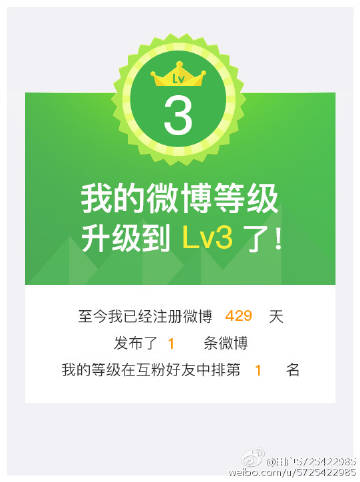 Lv
3
我的微博等级
升级到 Lv3 了!
至今我已经注册微博 429 天
发布了 1 条微博
我的等级在互粉好友中排第 1 名
@用户5725422985
weibo.com/u/5725422985